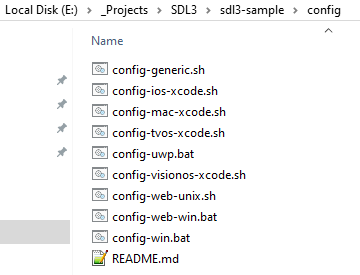 Local Disk (E:) > _Projects > SDL3 > sdl3-sample > config
Name
config-generic.sh
config-ios-xcode.sh
config-mac-xcode.sh
config-tvos-xcode.sh
config-uwp.bat
config-visionos-xcode.sh
config-web-unix.sh
config-web-win.bat
config-win.bat
README.md